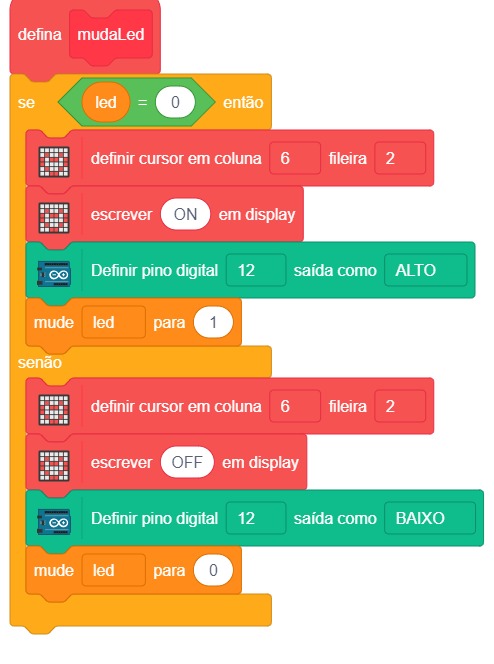 defina mudaLed
se led = 0 então
definir cursor em coluna 6 fileira 2
escrever ON em display
Definir pino digital 12 saída como ALTO
mude led para 1
senão
definir cursor em coluna 6 fileira 2
escrever OFF em display
Definir pino digital 12 saída como BAIXO
mude led para 0